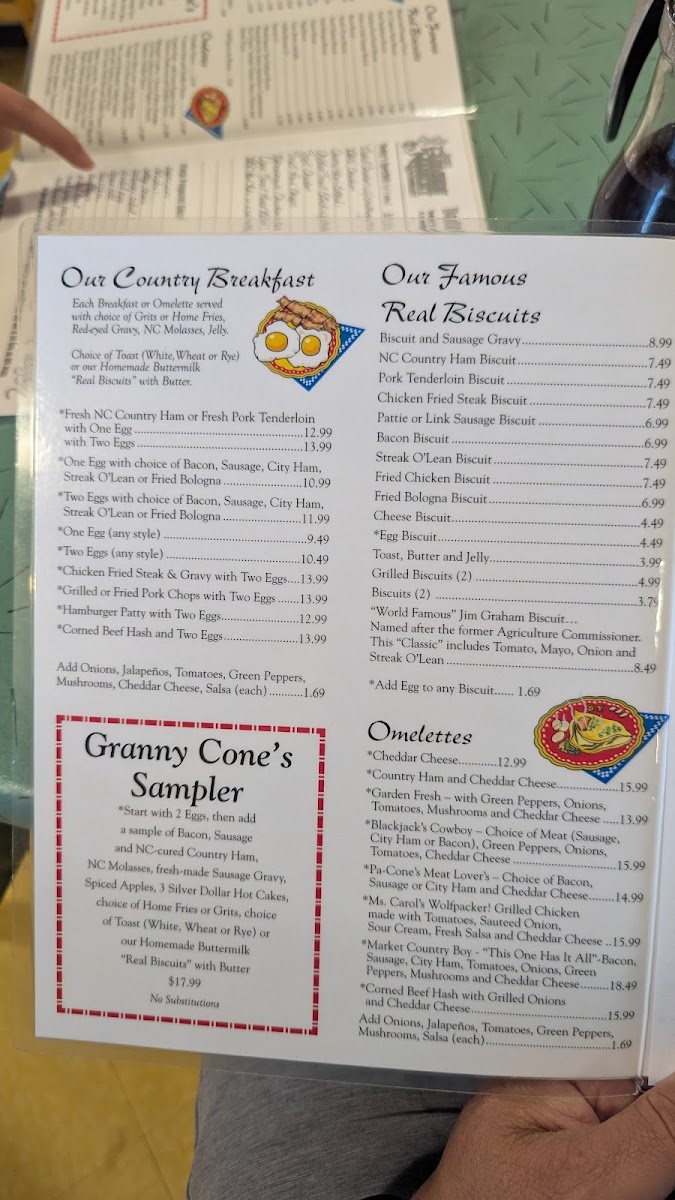 Our Country Breakfast
Each Breakfast or Omelette served
with choice of Grits or Home Fries,
Red-eyed Gravy, NC Molasses, Jelly.
Choice of Toast (White, Wheat or Rye)
or our Homemade Buttermilk
"Real Biscuits" with Butter.
*Fresh NC Country Ham or Fresh Pork Tenderloin
with One Egg ..... 12.99
with Two Eggs ..... 13.99
*One Egg with choice of Bacon, Sausage, City Ham,
Streak O'Lean or Fried Bologna ..... 10.99
*Two Eggs with choice of Bacon, Sausage, City Ham,
Streak O'Lean or Fried Bologna ..... 11.99
*One Egg (any style) ..... 9.49
*Two Eggs (any style) ..... 10.49
*Chicken Fried Steak & Gravy with Two Eggs.... 13.99
*Grilled or Fried Pork Chops with Two Eggs ..... 13.99
*Hamburger Patty with Two Eggs..... 12.99
*Corned Beef Hash and Two Eggs..... 13.99
Add Onions, Jalapeños, Tomatoes, Green Peppers,
Mushrooms, Cheddar Cheese, Salsa (each) ..... 1.69
Granny Cone's
Sampler
*Start with 2 Eggs, then add
a sample of Bacon, Sausage
and NC-cured Country Ham,
NC Molasses, fresh-made Sausage Gravy,
Spiced Apples, 3 Silver Dollar Hot Cakes,
choice of Home Fries or Grits, choice
of Toast (White, Wheat or Rye) or
our Homemade Buttermilk
"Real Biscuits" with Butter
$17.99
No Substitutions
Our Famous
Real Biscuits
Biscuit and Sausage Gravy..... 8.99
NC Country Ham Biscuit ..... 7.49
Pork Tenderloin Biscuit ..... 7.49
Chicken Fried Steak Biscuit ..... 7.49
Pattie or Link Sausage Biscuit ..... 6.99
Bacon Biscuit ..... 6.99
Streak O'Lean Biscuit..... 7.49
Fried Chicken Biscuit ..... 7.49
Fried Bologna Biscuit..... 6.99
Cheese Biscuit..... 4.49
*Egg Biscuit..... 4.49
Toast, Butter and Jelly..... 3.99
Grilled Biscuits (2) ..... 4.99
Biscuits (2) ..... 3.79
"World Famous" Jim Graham Biscuit…
Named after the former Agriculture Commissioner.
This "Classic" includes Tomato, Mayo, Onion and
Streak O'Lean ..... 8.49
*Add Egg to any Biscuit...... 1.69
Omelettes
*Cheddar Cheese..... 12.99
*Country Ham and Cheddar Cheese..... 15.99
*Garden Fresh – with Green Peppers, Onions,
Tomatoes, Mushrooms and Cheddar Cheese ..... 13.99
*Blackjack's Cowboy – Choice of Meat (Sausage,
City Ham or Bacon), Green Peppers, Onions,
Tomatoes, Cheddar Cheese ..... 15.99
*Pa-Cone's Meat Lover's – Choice of Bacon,
Sausage or City Ham and Cheddar Cheese..... 14.99
*Ms. Carol's Wolfpacker! Grilled Chicken
made with Tomatoes, Sauteed Onion,
Sour Cream, Fresh Salsa and Cheddar Cheese ..15.99
*Market Country Boy - "This One Has It All"-Bacon,
Sausage, City Ham, Tomatoes, Onions, Green
Peppers, Mushrooms and Cheddar Cheese..... 18.49
*Corned Beef Hash with Grilled Onions
and Cheddar Cheese..... 15.99
Add Onions, Jalapeños, Tomatoes, Green Peppers,
Mushrooms, Salsa (each)..... 1.69
Our Famous
Real Biscuits
Omelettes